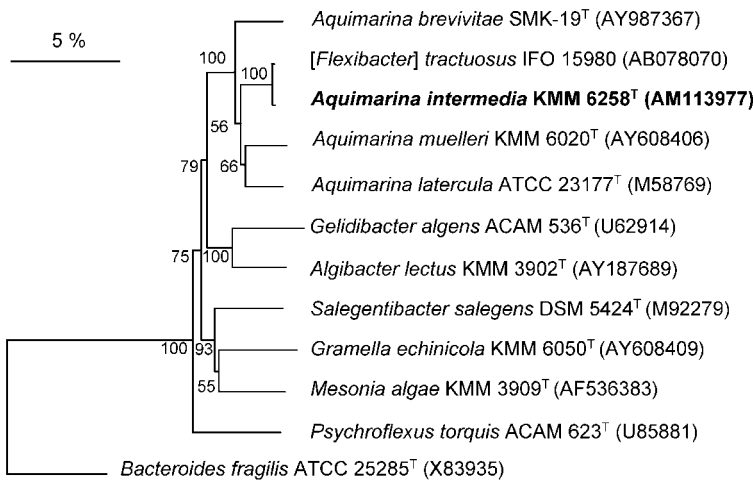 Aquimarina brevitae SMK-19ᵀ (AY987367)
5 %
100
[Flexibacter] tractuosus IFO 15980 (AB078070)
100
Aquimarina intermedia KMM 6258ᵀ (AM113977)
56
Aquimarina muelleri KMM 6020ᵀ (AY608406)
79
66
Aquimarina latercula ATCC 23177ᵀ (M58769)
Gelidibacter algens ACAM 536ᵀ (U62914)
75
100
Algibacter lectus KMM 3902ᵀ (AY187689)
Salegentibacter salegens DSM 5424ᵀ (M92279)
100
93
Gramella echinicola KMM 6050ᵀ (AY608409)
55
Mesonia algae KMM 3909ᵀ (AF536383)
Psychroflexus torquis ACAM 623ᵀ (U85881)
Bacteroides fragilis ATCC 25285ᵀ (X83935)